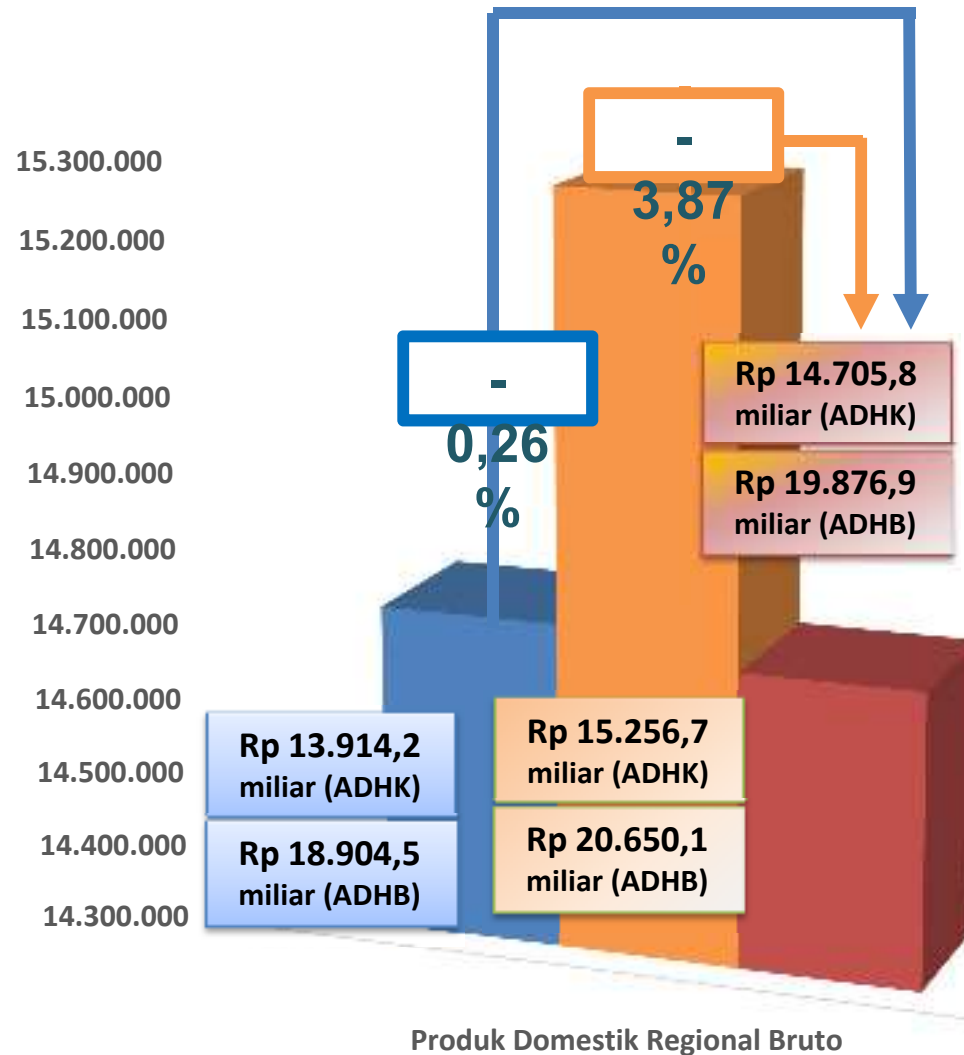 15.300.000
15.200.000
15.100.000
15.000.000
14.900.000
14.800.000
14.700.000
14.600.000
14.500.000
14.400.000
14.300.000
-
3,87
%
-
0,26
%
Rp 14.705,8
miliar (ADHK)
Rp 19.876,9
miliar (ADHB)
Rp 13.914,2
miliar (ADHK)
Rp 18.904,5
miliar (ADHB)
Rp 15.256,7
miliar (ADHK)
Rp 20.650,1
miliar (ADHB)
Produk Domestik Regional Bruto